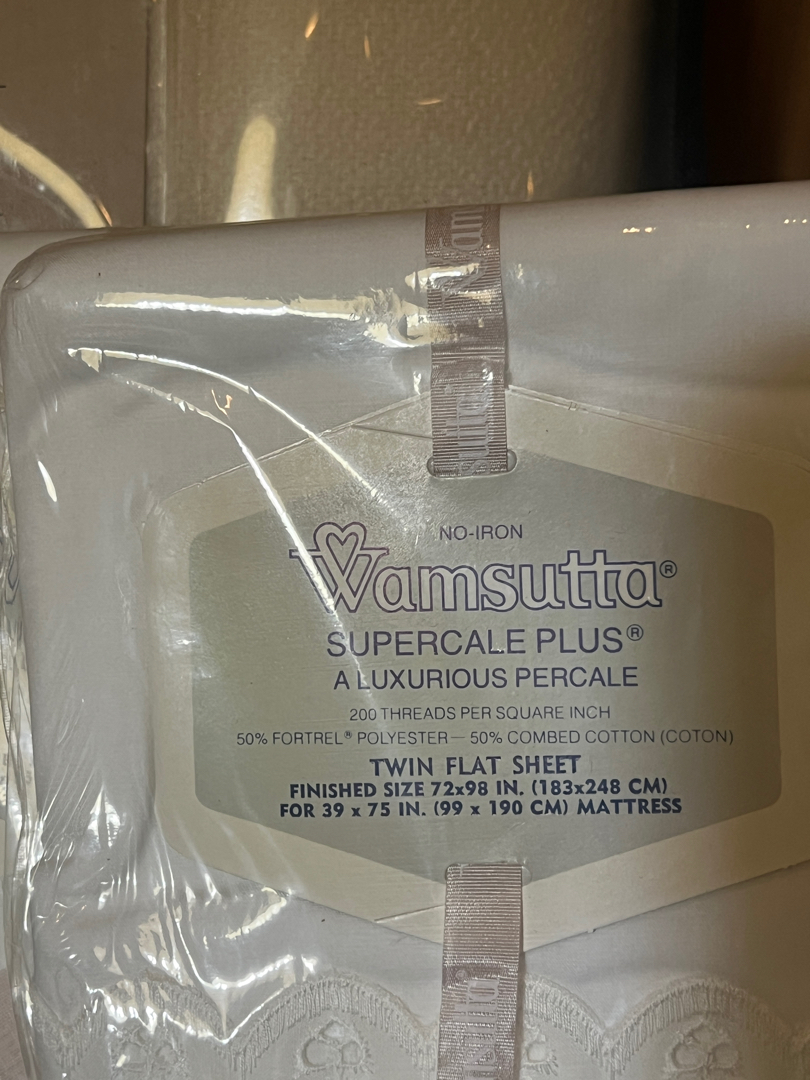 NO-IRON
Wamsutta®
SUPERCALE PLUS®
A LUXURIOUS PERCALE
200 THREADS PER SQUARE INCH
50% FORTREL® POLYESTER — 50% COMBED COTTON (COTON)
TWIN FLAT SHEET
FINISHED SIZE 72x98 IN. (183x248 CM)
FOR 39 x 75 IN. (99 x 190 CM) MATTRESS